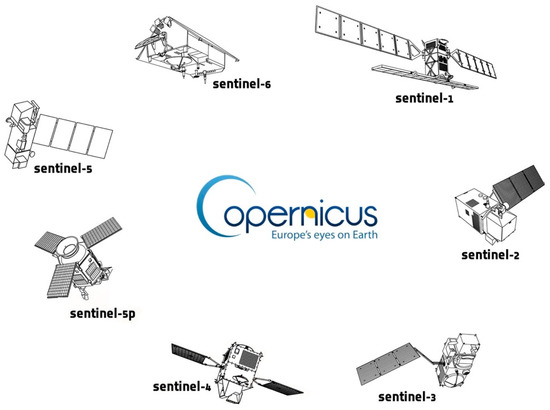 sentinel-6
sentinel-1
sentinel-5
Copernicus
Europe's eyes on Earth
sentinel-2
sentinel-5p
sentinel-4
sentinel-3